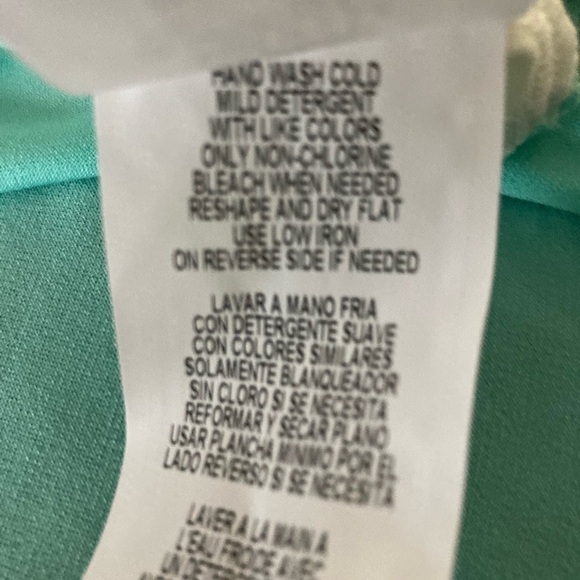 HAND WASH COLD
MILD DETERGENT
WITH LIKE COLORS
ONLY NON-CHLORINE
BLEACH WHEN NEEDED
RESHAPE AND DRY FLAT
USE LOW IRON
ON REVERSE SIDE IF NEEDED
LAVAR A MANO FRIA
CON DETERGENTE SUAVE
CON COLORES SIMILARES
SOLAMENTE BLANQUEADOR
SIN CLORO SI SE NECESITA
REFORMAR Y SECAR PLANO
USAR PLANCHA MINIMO POR EL
LADO REVERSO SI SE NECESITA
LAVER A LA MAIN A
L'EAU FROIDE AVEC